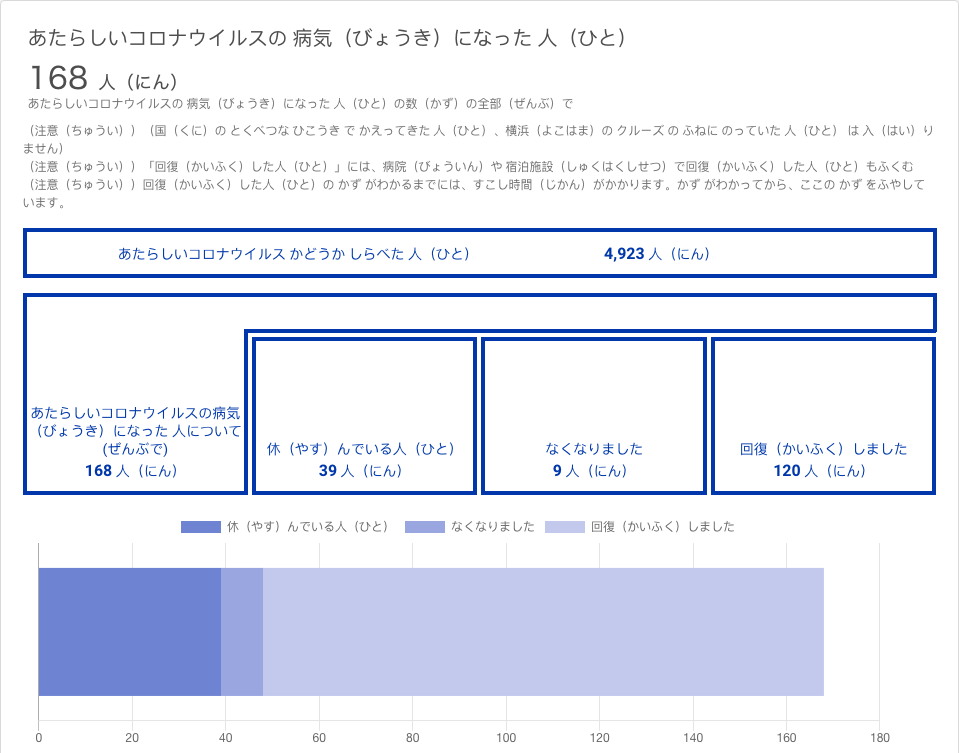 あたらしいコロナウイルスの 病気（びょうき）になった 人（ひと）
168 人（にん）
あたらしいコロナウイルスの 病気（びょうき）になった 人（ひと）の数（かず）の全部（ぜんぶ）で
（注意（ちゅうい））（国（くに）の とくべつな ひこうき で かえってきた 人（ひと）、横浜（よこはま）の クルーズ の ふねに のっていた 人（ひと） は 入（はい）り
ません）
（注意（ちゅうい））「回復（かいふく）した人（ひと）」には、病院（びょういん）や 宿泊施設（しゅくはくしせつ）で回復（かいふく）した人（ひと）もふくむ
（注意（ちゅうい））回復（かいふく）した人（ひと）の かず がわかるまでには、すこし時間（じかん）がかかります。かず がわかってから、ここの かず をふやして
います。
あたらしいコロナウイルス かどうか しらべた 人（ひと） 4,923 人（にん）
あたらしいコロナウイルスの病気
（びょうき）になった 人について
(ぜんぶで)
168 人（にん）
休（やす）んでいる人（ひと）
39 人（にん）
なくなりました
9 人（にん）
回復（かいふく）しました
120 人（にん）
休（やす）んでいる人（ひと） なくなりました 回復（かいふく）しました
0 20 40 60 80 100 120 140 160 180